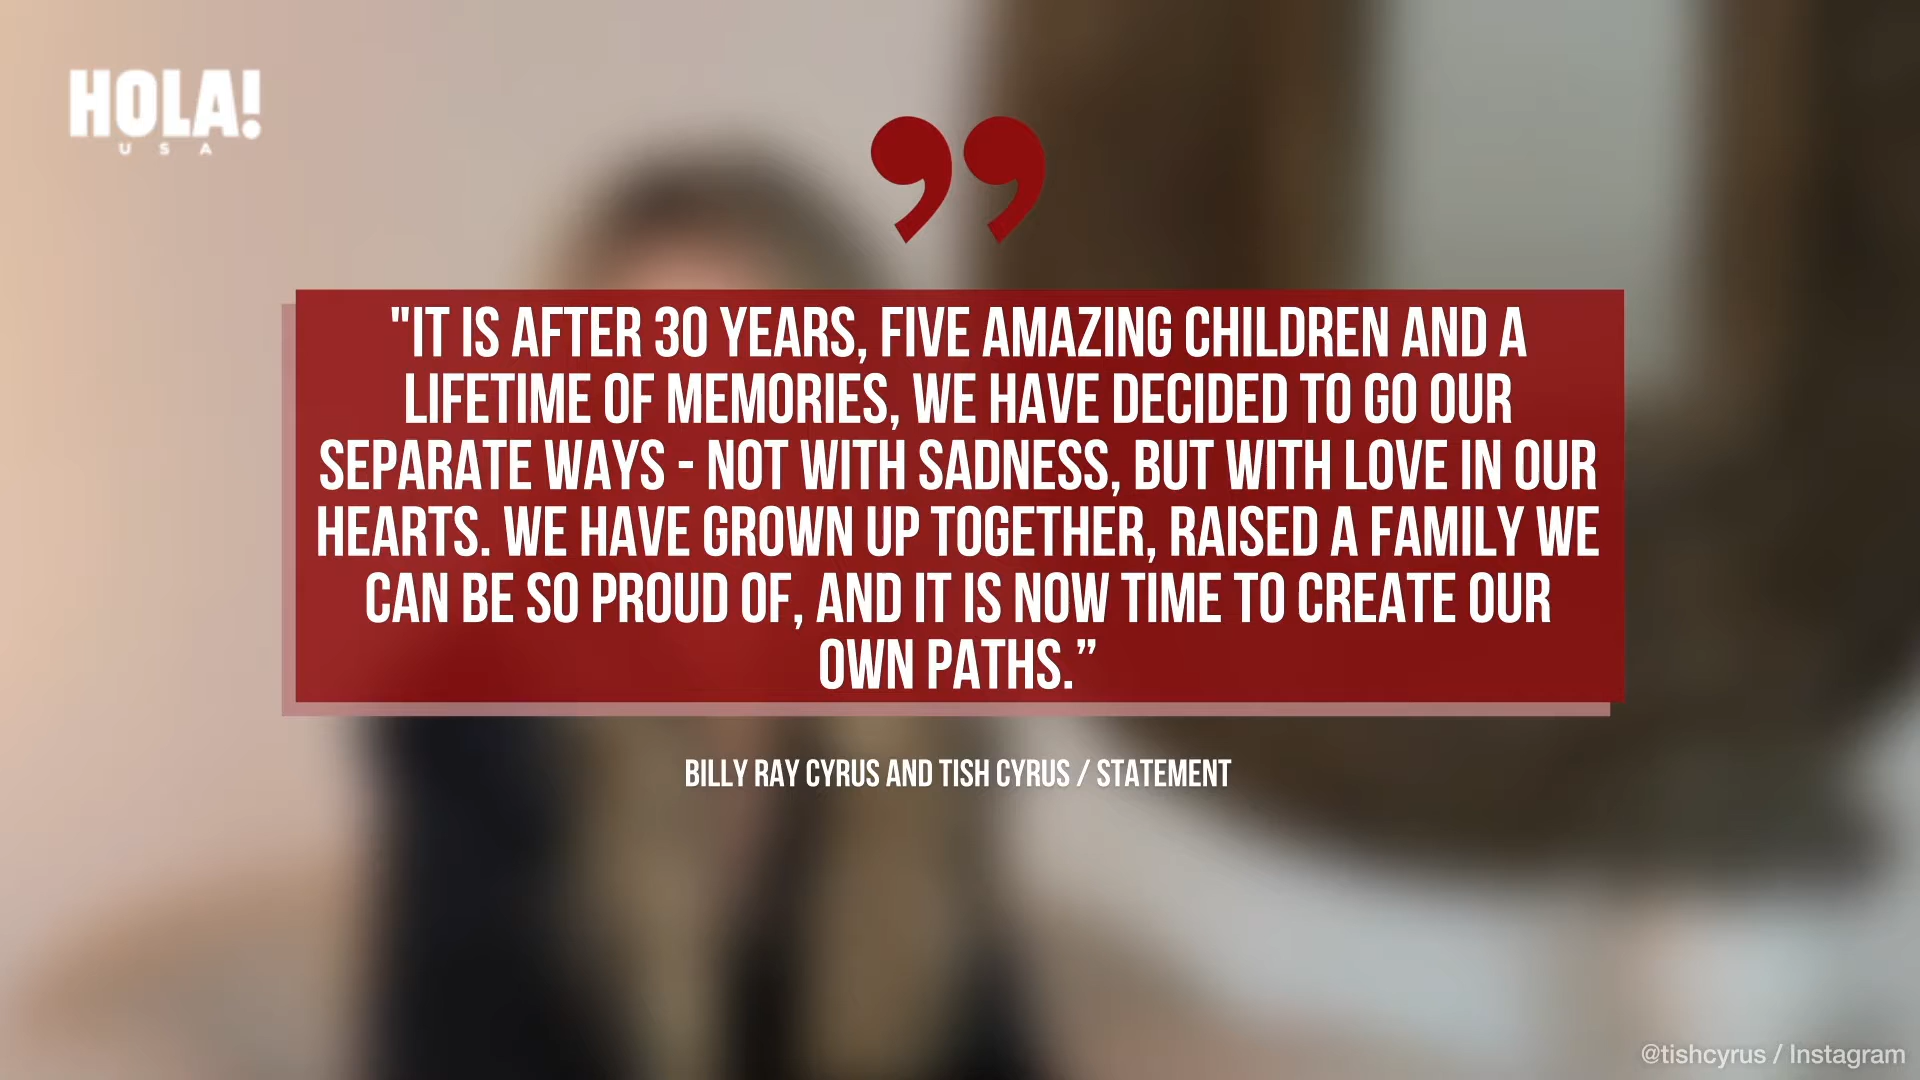 HOLA!
USA
"IT IS AFTER 30 YEARS, FIVE AMAZING CHILDREN AND A
LIFETIME OF MEMORIES, WE HAVE DECIDED TO GO OUR
SEPARATE WAYS - NOT WITH SADNESS, BUT WITH LOVE IN OUR
HEARTS. WE HAVE GROWN UP TOGETHER, RAISED A FAMILY WE
CAN BE SO PROUD OF, AND IT IS NOW TIME TO CREATE OUR
OWN PATHS.”
BILLY RAY CYRUS AND TISH CYRUS / STATEMENT
@tishcyrus / Instagram